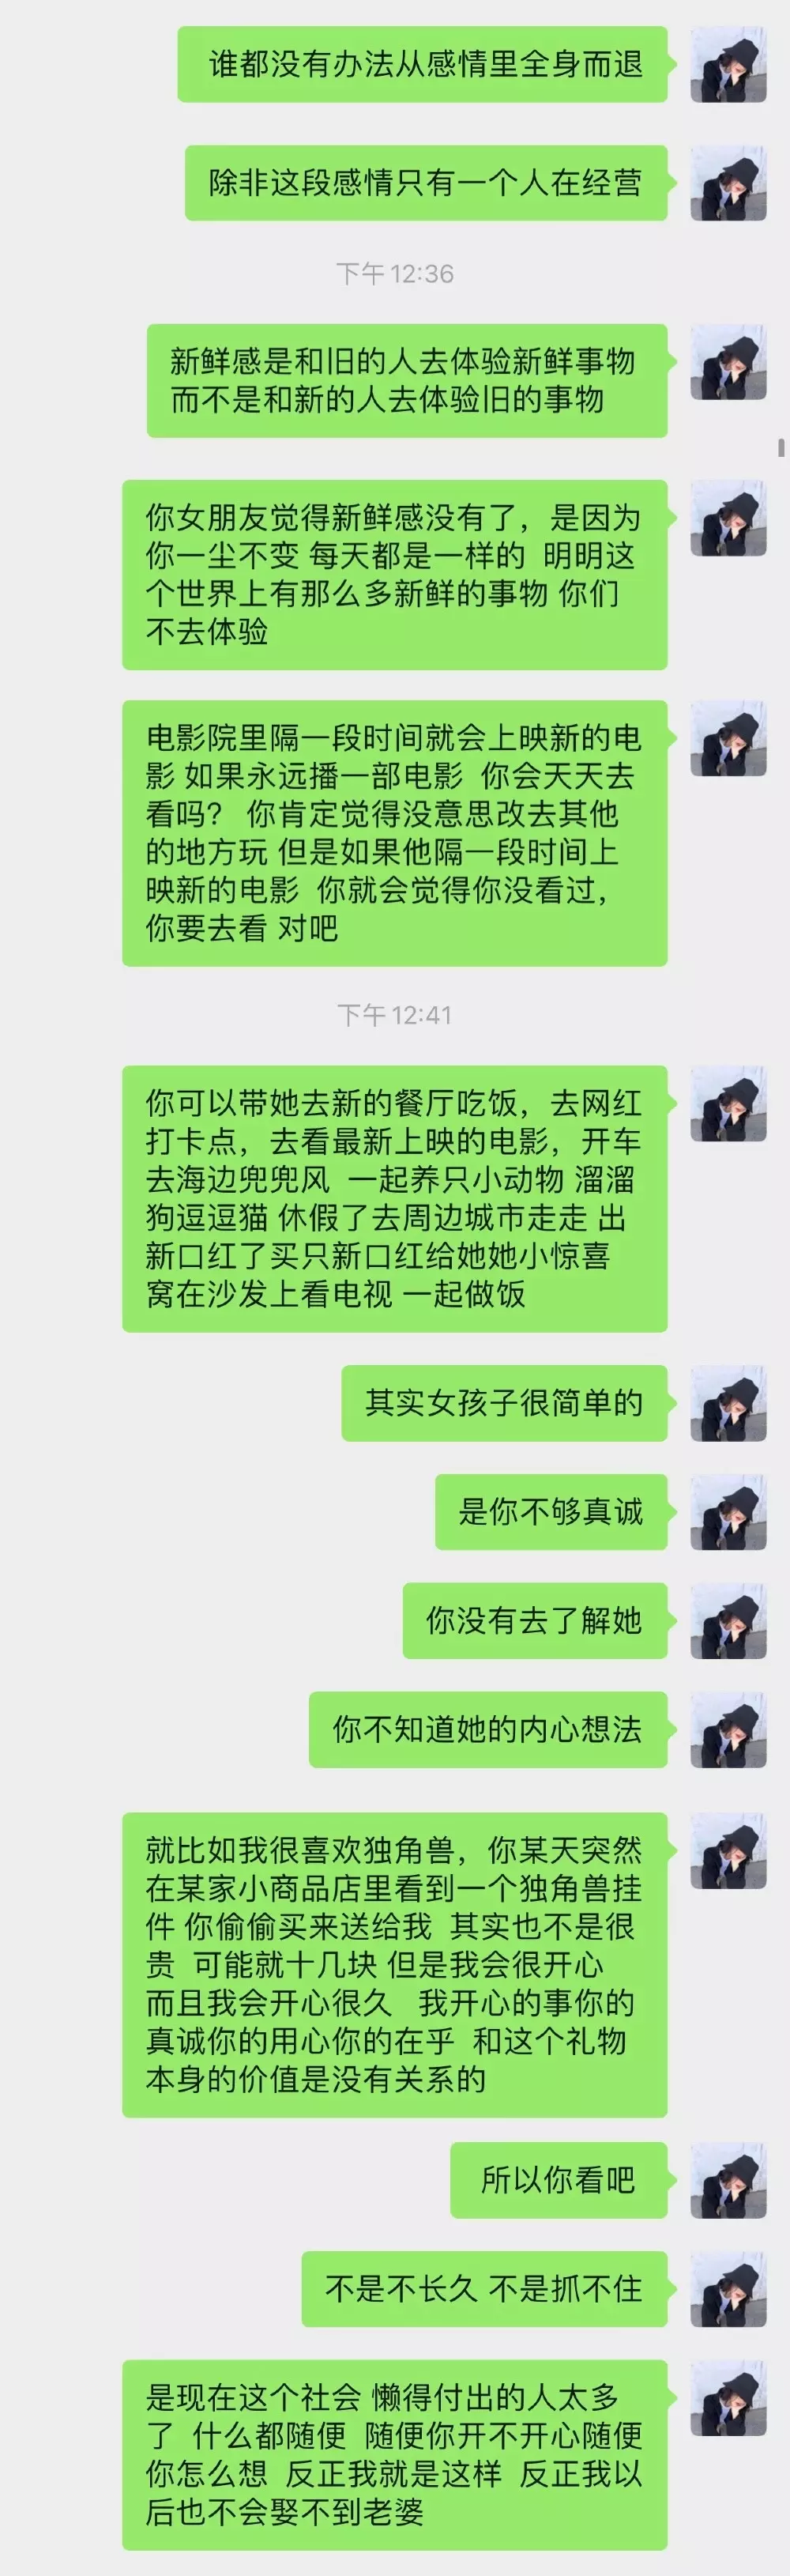 谁都没有办法从感情里全身而退
除非这段感情只有一个人在经营
下午 12:36
新鲜感是和旧的人去体验新鲜事物
而不是和新的人去体验旧的事物
你女朋友觉得新鲜感没有了，是因为
你一尘不变 每天都是一样的 明明这
个世界上有那么多新鲜的事物 你们
不去体验
电影院里隔一段时间就会上映新的电
影 如果永远播一部电影 你会天天去
看吗？ 你肯定觉得没意思改去其他
的地方玩 但是如果他隔一段时间上
映新的电影 你就会觉得你没看过，
你要去看 对吧
下午 12:41
你可以带她去新的餐厅吃饭，去网红
打卡点，去看最新上映的电影，开车
去海边兜兜风 一起养只小动物 溜溜
狗逗逗猫 休假了去周边城市走走 出
新口红了买只新口红给她她小惊喜
窝在沙发上看电视 一起做饭
其实女孩子很简单的
是你不够真诚
你没有去了解她
你不知道她的内心想法
就比如我很喜欢独角兽，你某天突然
在某家小商品店里看到一个独角兽挂
件 你偷偷买来送给我 其实也不是很
贵 可能就十几块 但是我会很开心
而且我会开心很久 我开心的事你的
真诚你的用心你的在乎 和这个礼物
本身的价值是没有关系的
所以你看吧
不是不长久 不是抓不住
是现在这个社会 懒得付出的人太多
了 什么都随便 随便你开不开心随便
你怎么想 反正我就是这样 反正我以
后也不会娶不到老婆